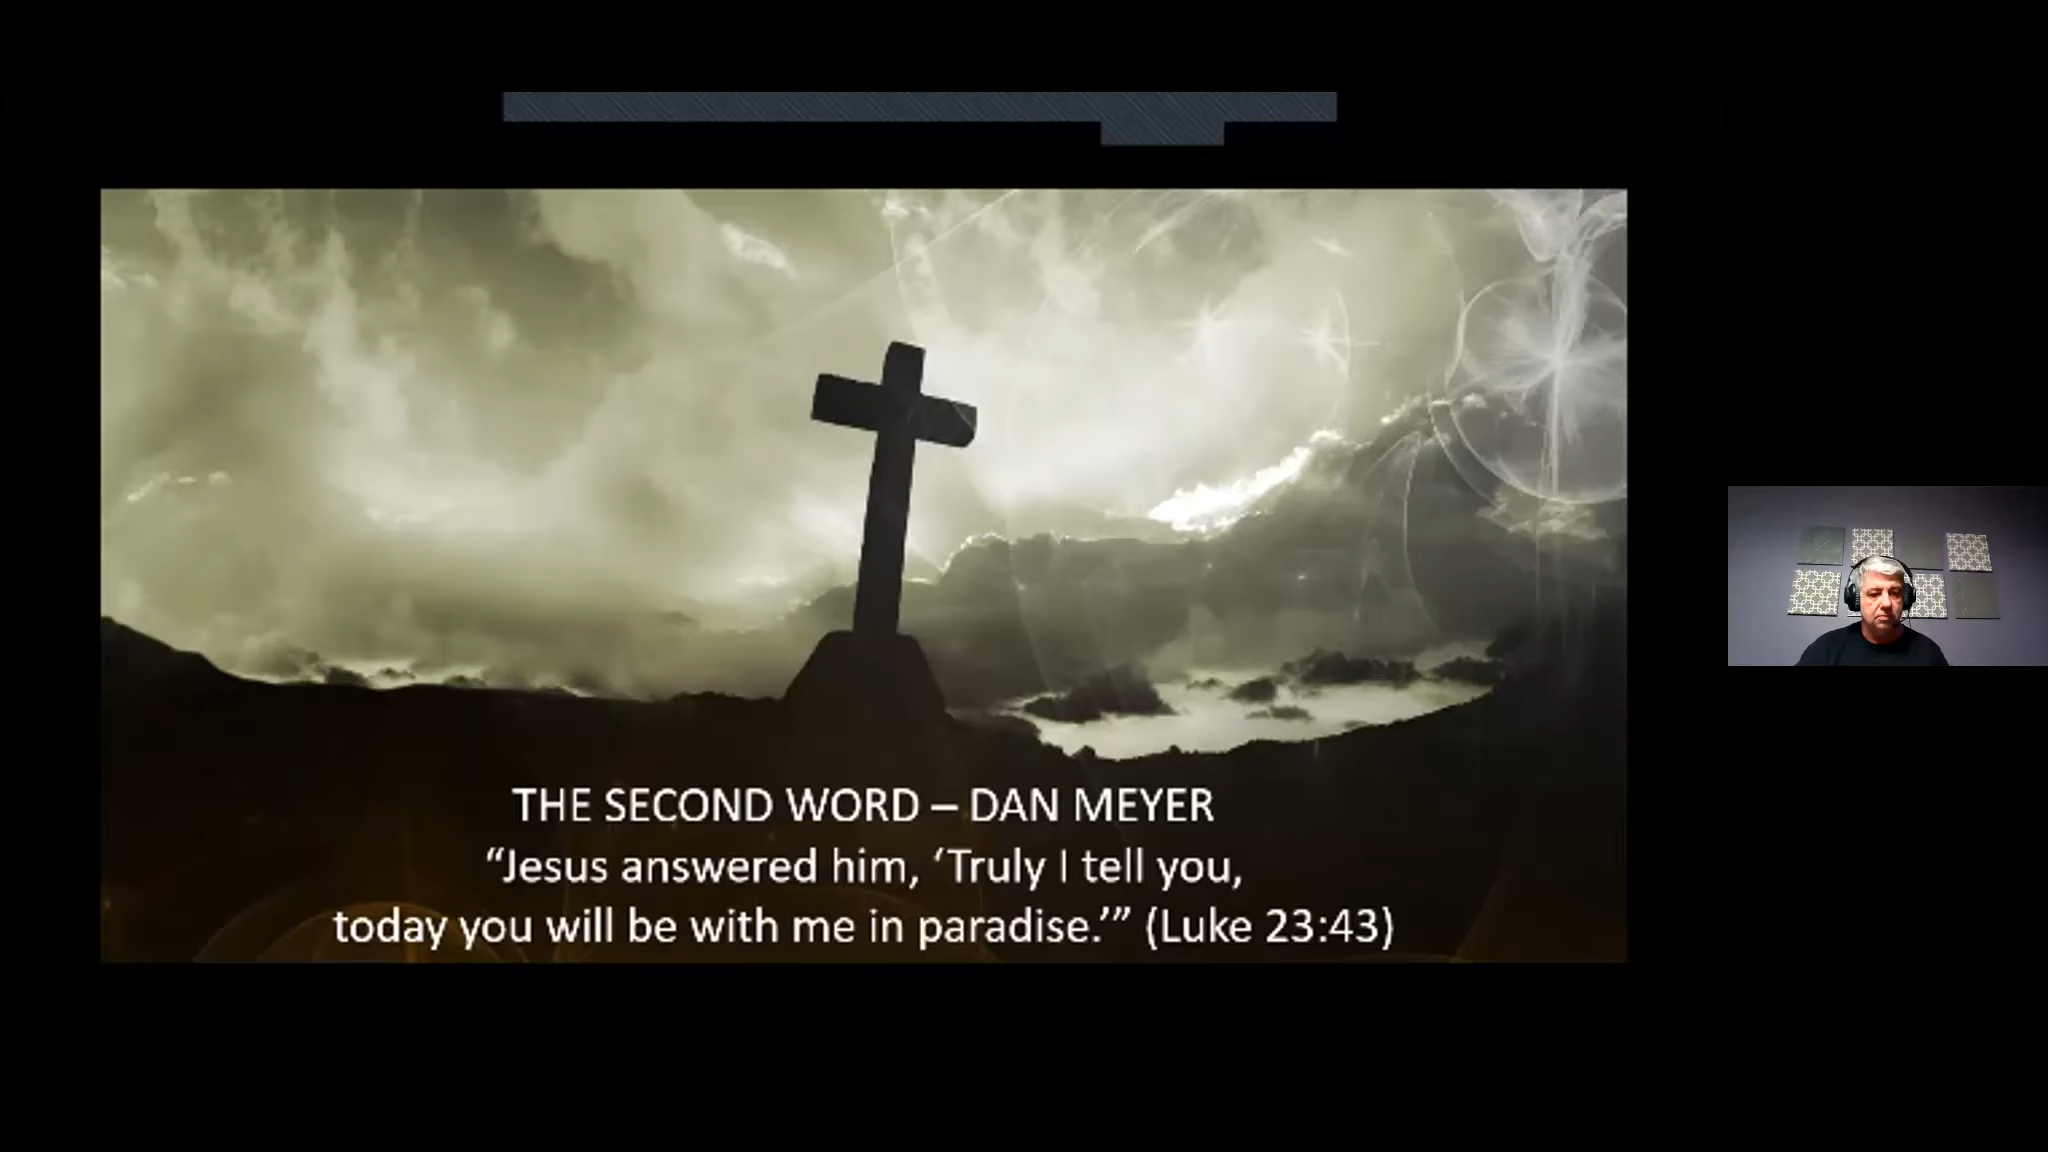 THE SECOND WORD – DAN MEYER
“Jesus answered him, ‘Truly I tell you,
today you will be with me in paradise.’” (Luke 23:43)